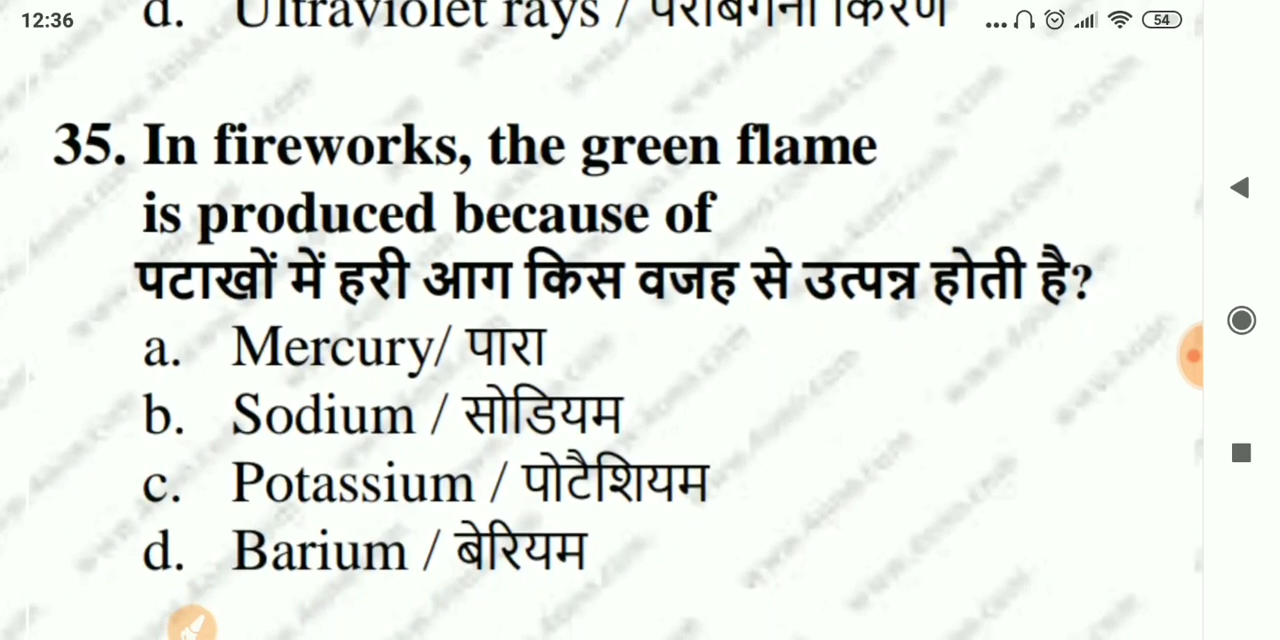 12:36
d. Ultraviolet rays / पराबैंगनी किरण
54
35. In fireworks, the green flame
is produced because of
पटाखों में हरी आग किस वजह से उत्पन्न होती है?
a. Mercury/ पारा
b. Sodium / सोडियम
c. Potassium / पोटैशियम
d. Barium / बेरियम